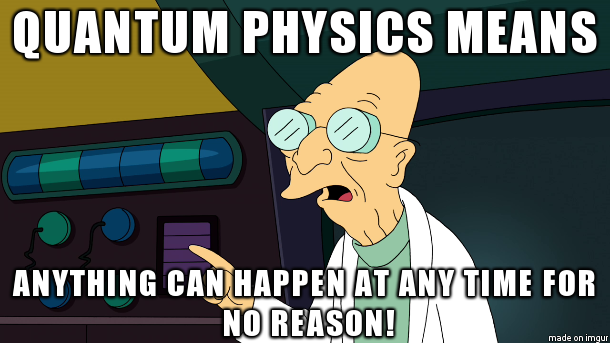 QUANTUM PHYSICS MEANS
ANYTHING CAN HAPPEN AT ANY TIME FOR
NO REASON!
made on imgur